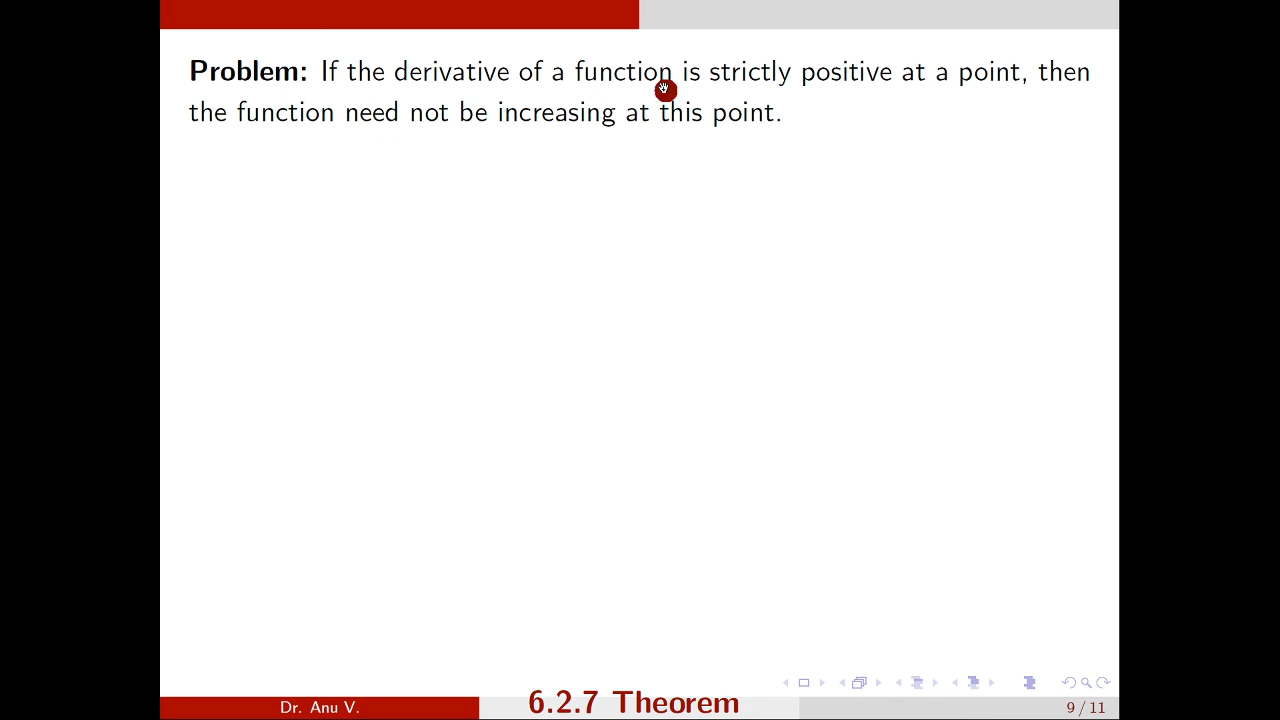 Problem: If the derivative of a function is strictly positive at a point, then
the function need not be increasing at this point.
Dr. Anu V.
6.2.7 Theorem
9 / 11